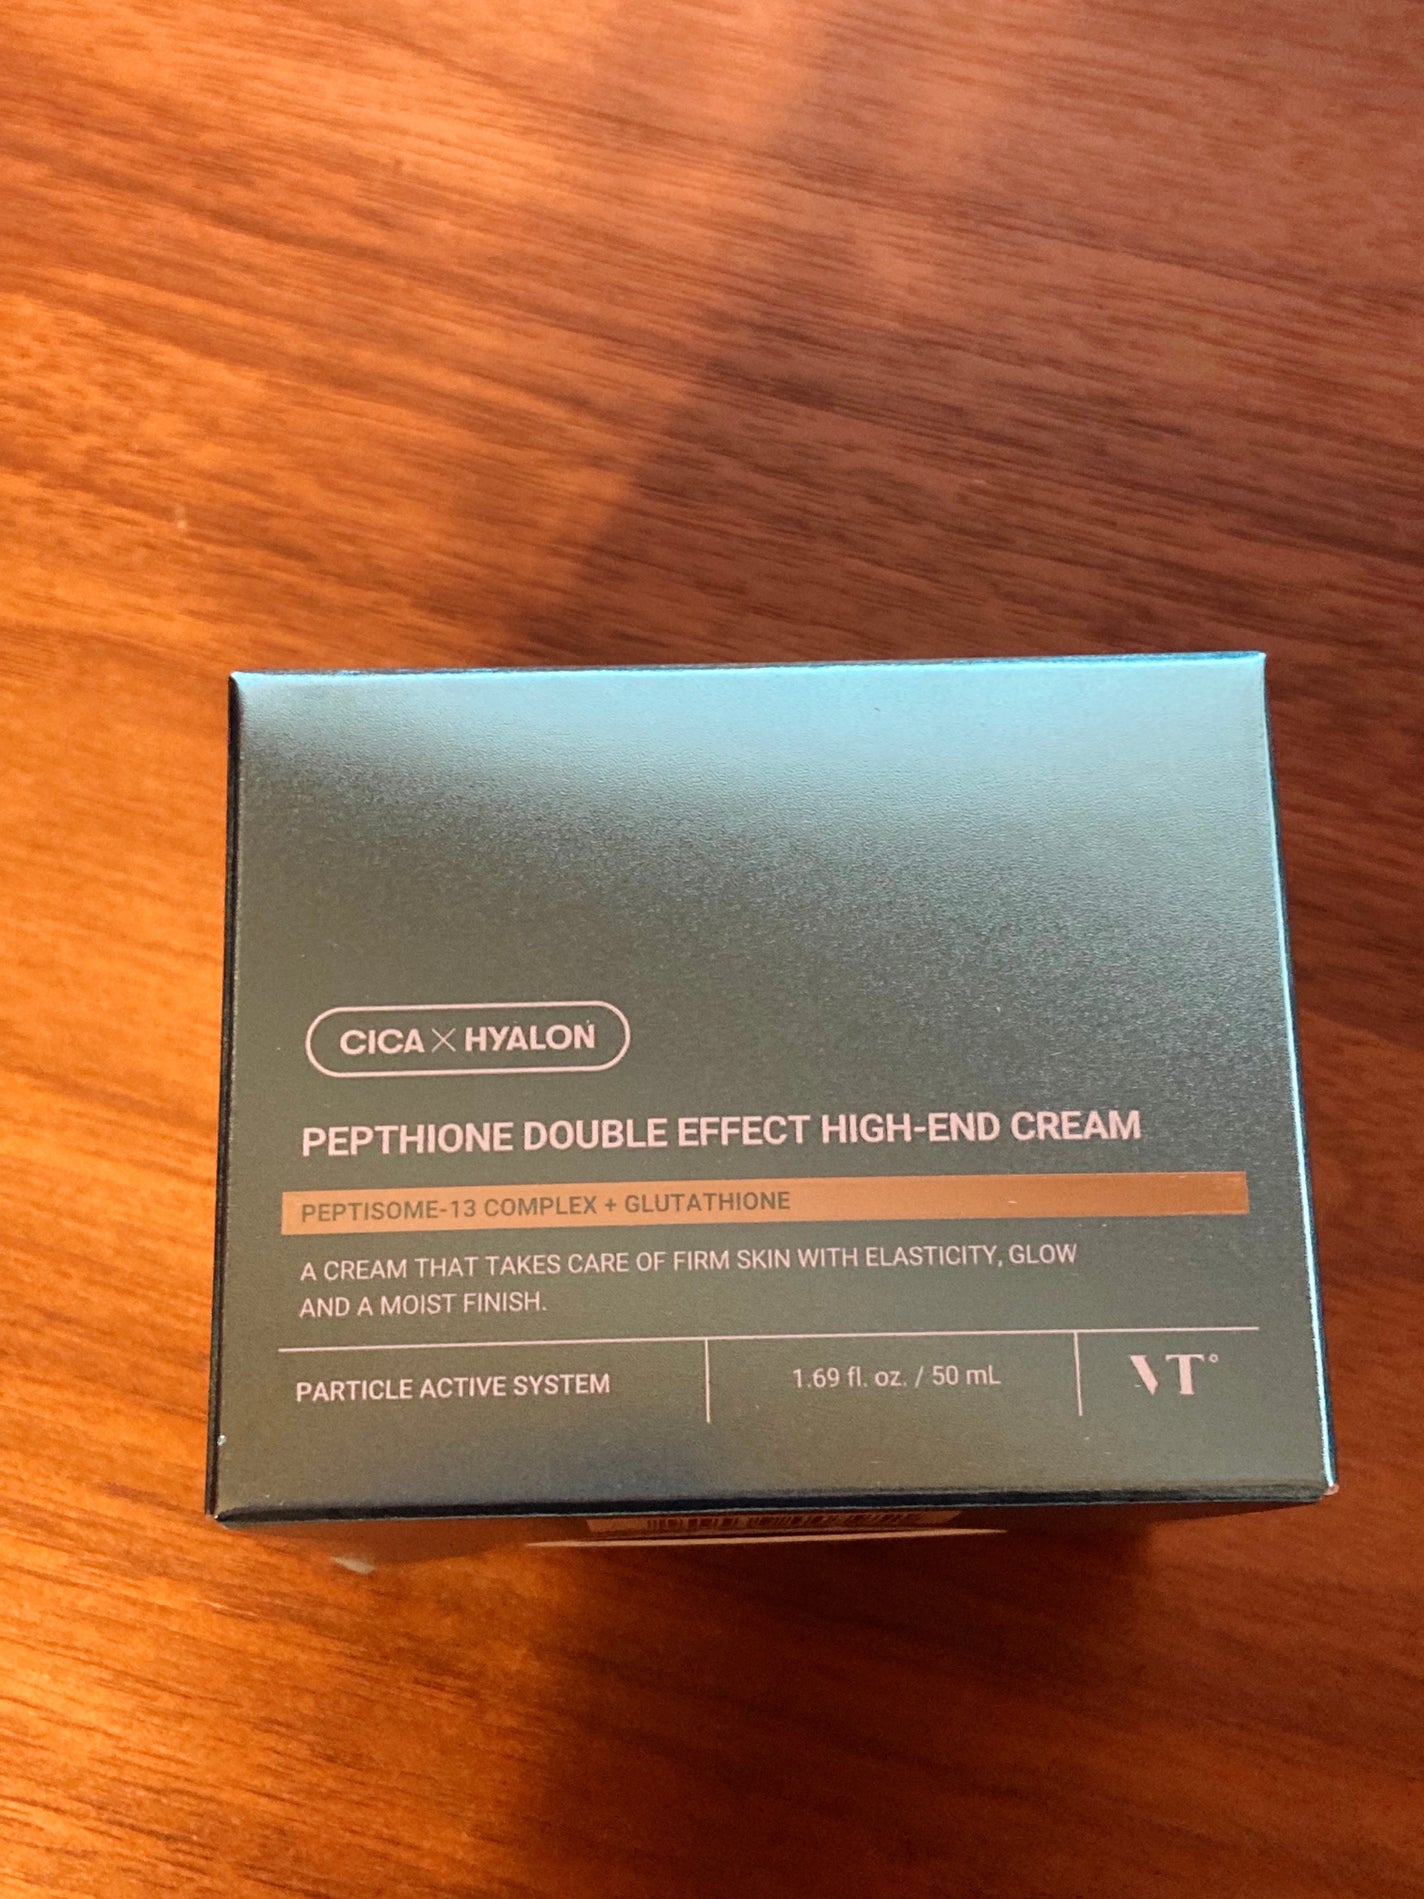 CICA × HYALON
PEPTHIONE DOUBLE EFFECT HIGH-END CREAM
PEPTISOME-13 COMPLEX + GLUTATHIONE
A CREAM THAT TAKES CARE OF FIRM SKIN WITH ELASTICITY, GLOW
AND A MOIST FINISH.
PARTICLE ACTIVE SYSTEM
1.69 fl. oz. / 50 mL
VT°